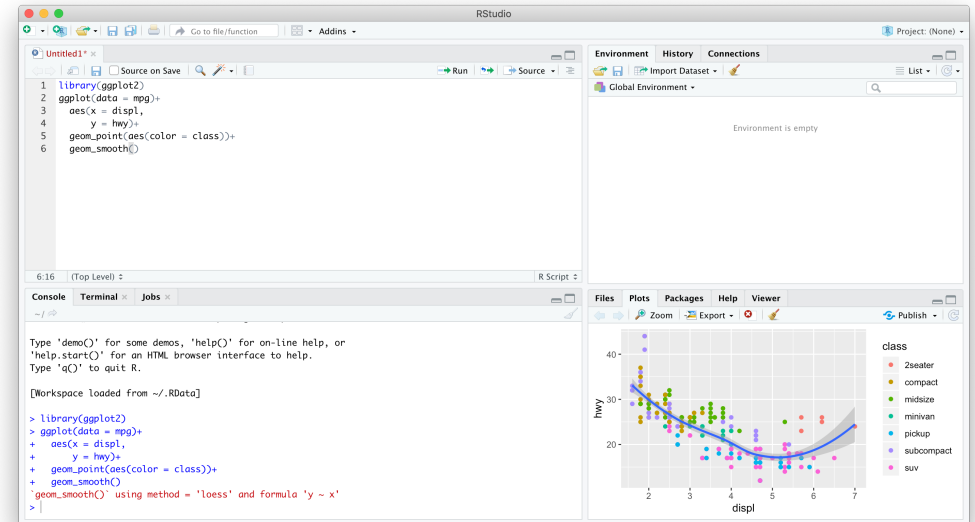 RStudio
Go to file/function
Addins
Project: (None)
Untitled1*
Source on Save
Run
Source
1 library(ggplot2)
2 ggplot(data = mpg)+
3   aes(x = displ,
4       y = hwy)+
5   geom_point(aes(color = class))+
6   geom_smooth()
6:16 (Top Level) R Script
Environment History Connections
Import Dataset
List
Global Environment
Environment is empty
Console Terminal Jobs
~/
Type 'demo()' for some demos, 'help()' for on-line help, or
'help.start()' for an HTML browser interface to help.
Type 'q()' to quit R.
[Workspace loaded from ~/.RData]
> library(ggplot2)
> ggplot(data = mpg)+
+   aes(x = displ,
+       y = hwy)+
+   geom_point(aes(color = class))+
+   geom_smooth()
`geom_smooth()` using method = 'loess' and formula 'y ~ x'
>
Files Plots Packages Help Viewer
Zoom Export Publish
hwy
40
30
20
2 3 4 5 6 7
displ
class
2seater
compact
midsize
minivan
pickup
subcompact
suv